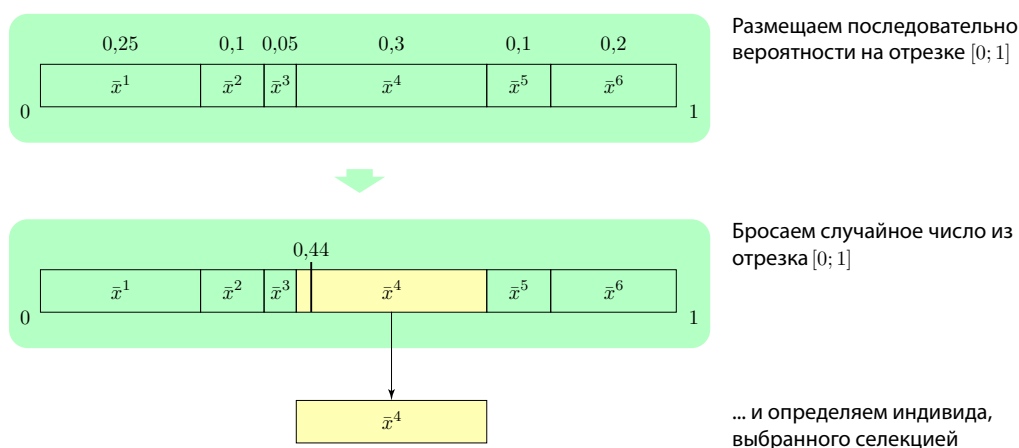 0,25 0,1 0,05 0,3 0,1 0,2
x̄¹ x̄² x̄³ x̄⁴ x̄⁵ x̄⁶
0 1
Размещаем последовательно
вероятности на отрезке [0; 1]
0,44
x̄¹ x̄² x̄³ x̄⁴ x̄⁵ x̄⁶
0 1
Бросаем случайное число из
отрезка [0; 1]
x̄⁴
... и определяем индивида,
выбранного селекцией